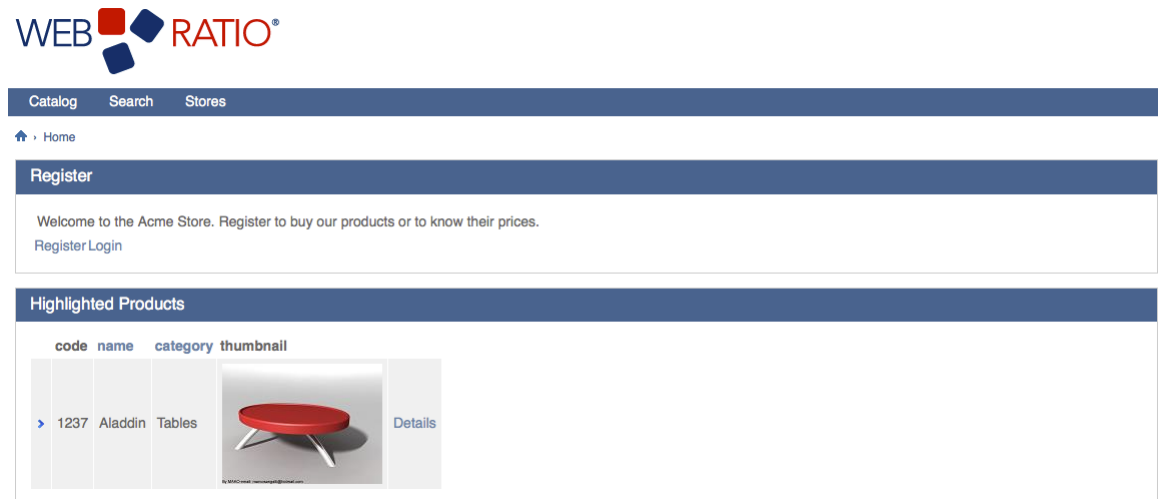 WEB RATIO®
Catalog Search Stores
› Home
Register
Welcome to the Acme Store. Register to buy our products or to know their prices.
Register Login
Highlighted Products
code name category thumbnail
1237 Aladdin Tables Details